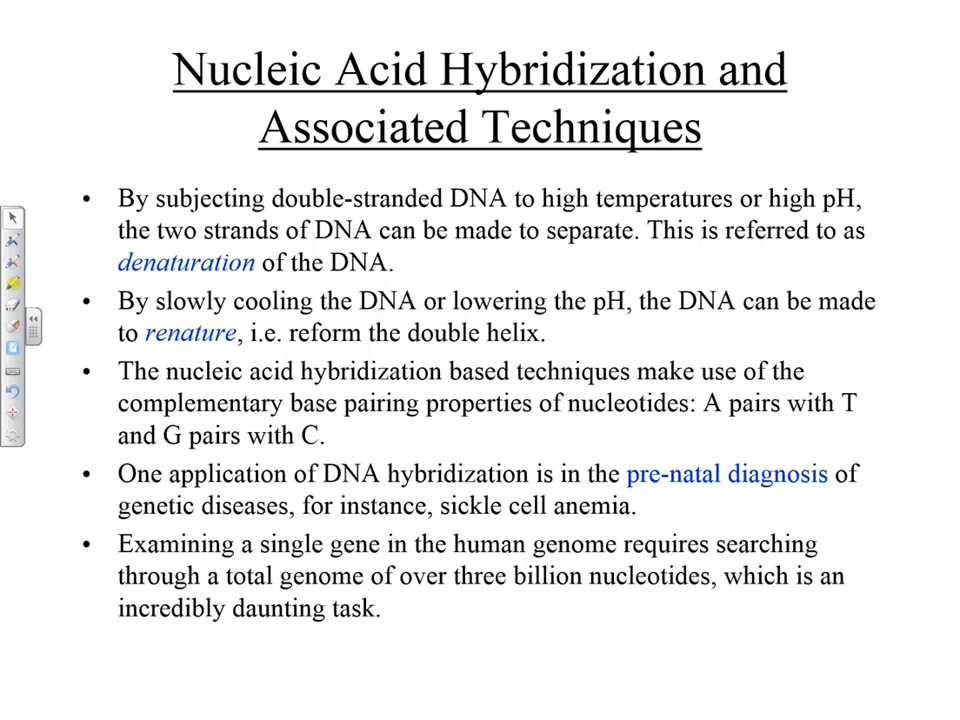 Nucleic Acid Hybridization and
Associated Techniques
• By subjecting double-stranded DNA to high temperatures or high pH,
the two strands of DNA can be made to separate. This is referred to as
denaturation of the DNA.
• By slowly cooling the DNA or lowering the pH, the DNA can be made
to renature, i.e. reform the double helix.
• The nucleic acid hybridization based techniques make use of the
complementary base pairing properties of nucleotides: A pairs with T
and G pairs with C.
• One application of DNA hybridization is in the pre-natal diagnosis of
genetic diseases, for instance, sickle cell anemia.
• Examining a single gene in the human genome requires searching
through a total genome of over three billion nucleotides, which is an
incredibly daunting task.